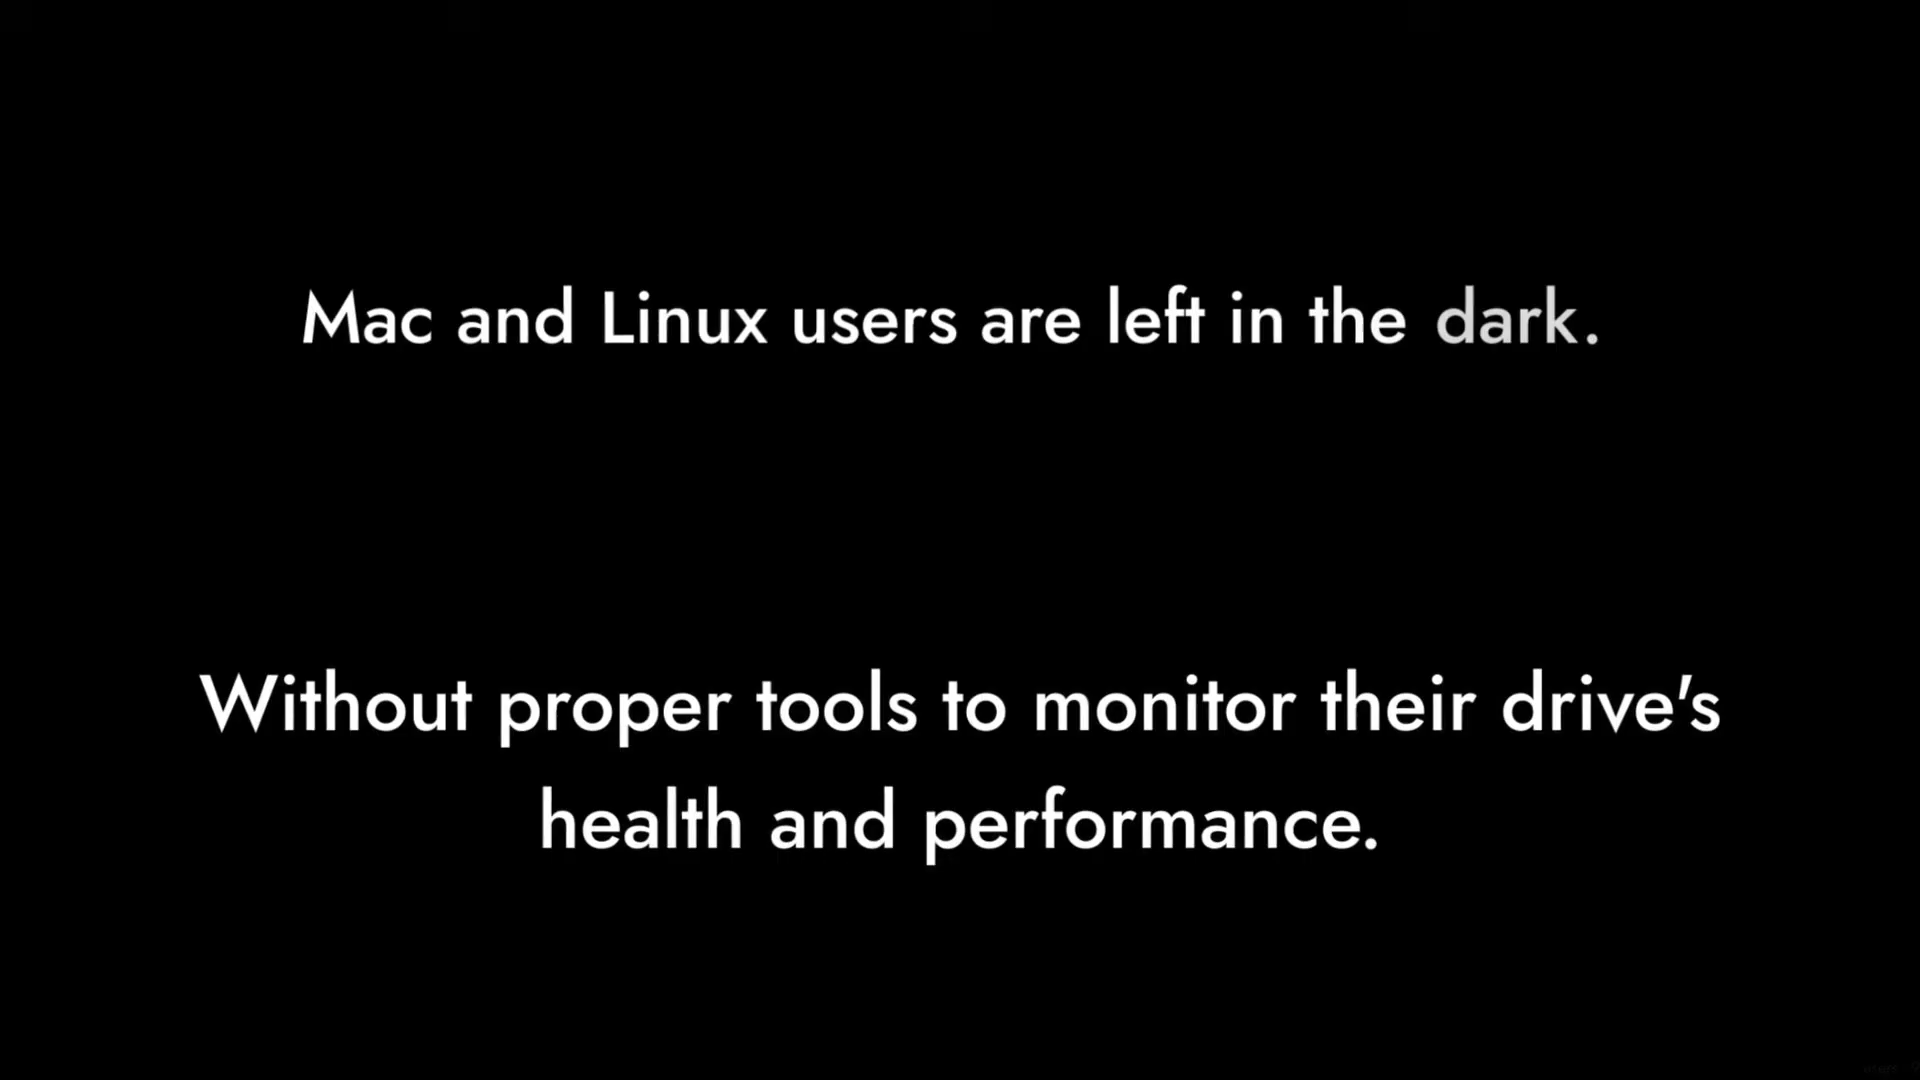 Mac and Linux users are left in the dark.
Without proper tools to monitor their drive's
health and performance.